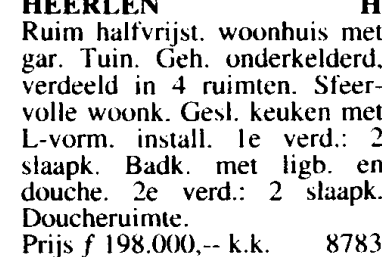 HEERLEN H
Ruim halfvrijst. woonhuis met
gar. Tuin. Geh. onderkelderd,
verdeeld in 4 ruimten. Sfeer-
volle woonk. Gesl. keuken met
L-vorm. install. 1e verd.: 2
slaapk. Badk. met ligb. en
douche. 2e verd.: 2 slaapk.
Doucheruimte.
Prijs f 198.000,-- k.k. 8783